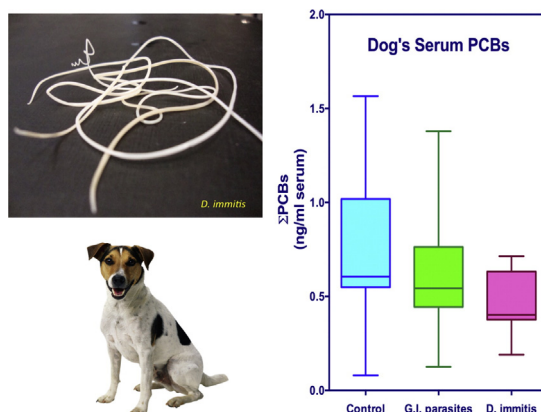 D. immitis
Dog's Serum PCBs
2.0
1.5
1.0
0.5
0.0
ΣPCBs
(ng/ml serum)
Control G.I. parasites D. immitis